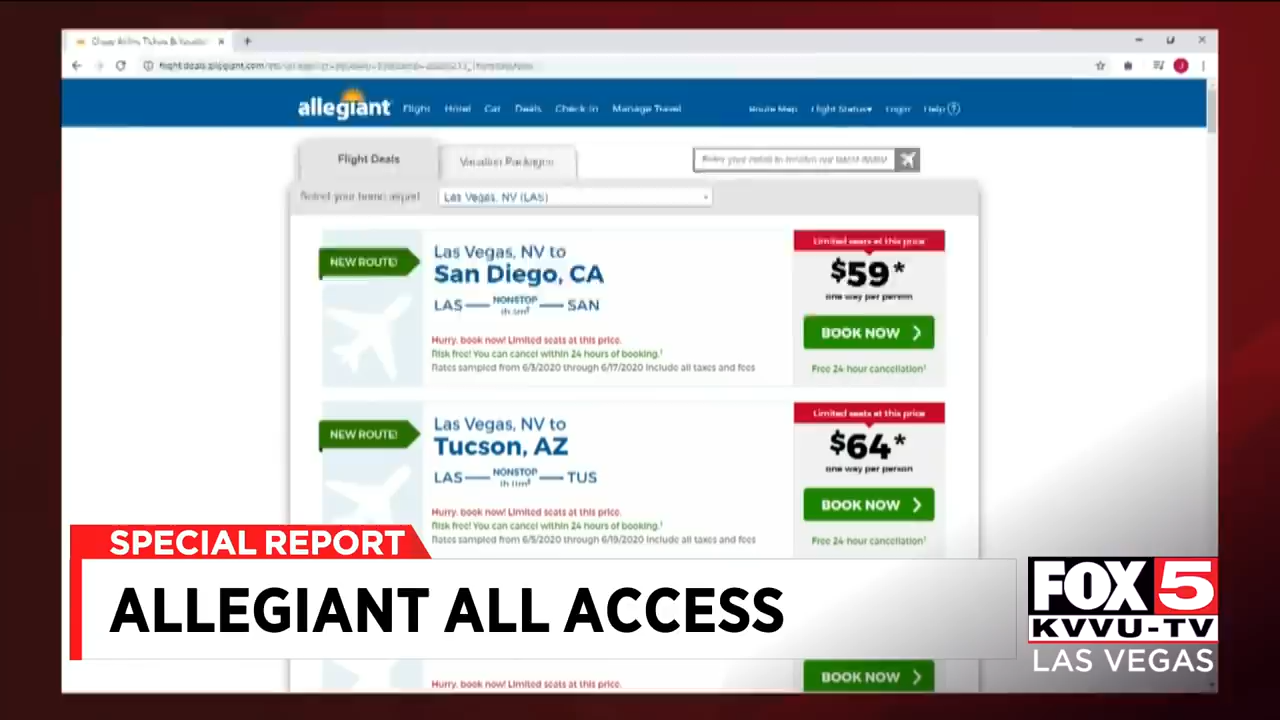 allegiant Flight Hotel Car Deals Check In Manage Travel Route Map Flight Status Login Help ?
Flight Deals Vacation Packages
Select your home airport Las Vegas, NV (LAS)
NEW ROUTE!
Las Vegas, NV to
San Diego, CA
LAS NONSTOP SAN
Hurry, book now! Limited seats at this price.
Risk free! You can cancel within 24 hours of booking.¹
Rates sampled from 6/3/2020 through 6/17/2020 include all taxes and fees
Limited seats at this price
$59*
one way per person
BOOK NOW
Free 24 hour cancellation¹
NEW ROUTE!
Las Vegas, NV to
Tucson, AZ
LAS NONSTOP TUS
Hurry, book now! Limited seats at this price.
Risk free! You can cancel within 24 hours of booking.¹
Rates sampled from 6/5/2020 through 6/19/2020 include all taxes and fees
Limited seats at this price
$64*
one way per person
BOOK NOW
Free 24 hour cancellation¹
SPECIAL REPORT
ALLEGIANT ALL ACCESS
FOX 5
KVVU-TV
LAS VEGAS
Hurry, book now! Limited seats at this price.
BOOK NOW